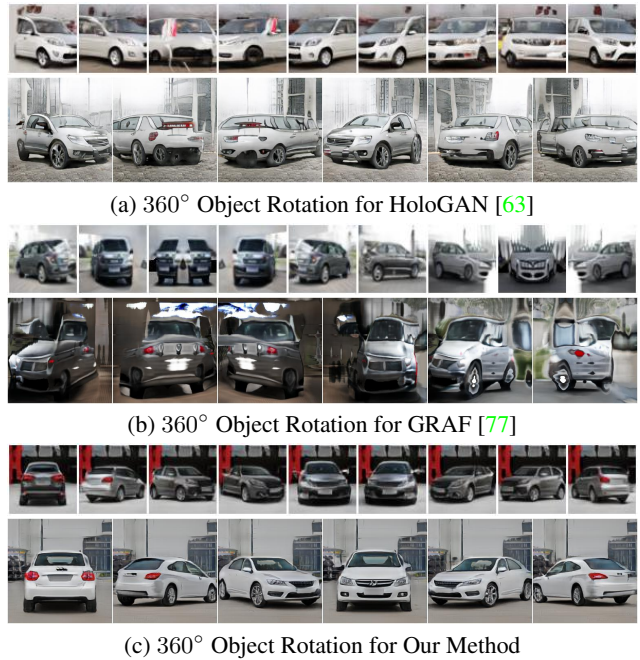 (a) 360° Object Rotation for HoloGAN [63]
(b) 360° Object Rotation for GRAF [77]
(c) 360° Object Rotation for Our Method